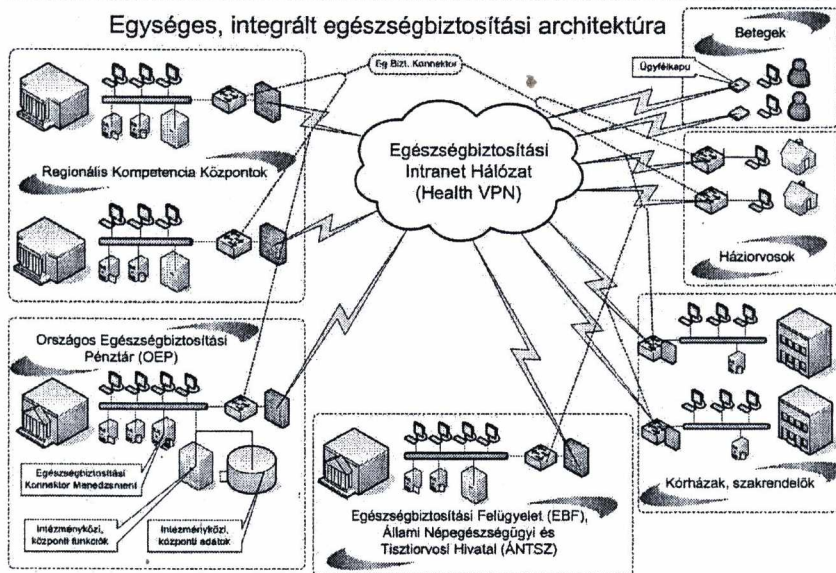 Egységes, integrált egészségbiztosítási architektúra
Eg Bizt. Konnektor
Betegek
Ügyfélkapu
Regionális Kompetencia Központok
Egészségbiztosítási
Intranet Hálózat
(Health VPN)
Háziorvosok
Országos Egészségbiztosítási
Pénztár (OEP)
Egészségbiztosítási
Konnektor Menedzsment
Intézményközi,
központi funkciók
Intézményközi,
központi adatok
Egészségbiztosítási Felügyelet (EBF),
Állami Népegészségügyi és
Tisztiorvosi Hivatal (ÁNTSZ)
Kórházak, szakrendelők